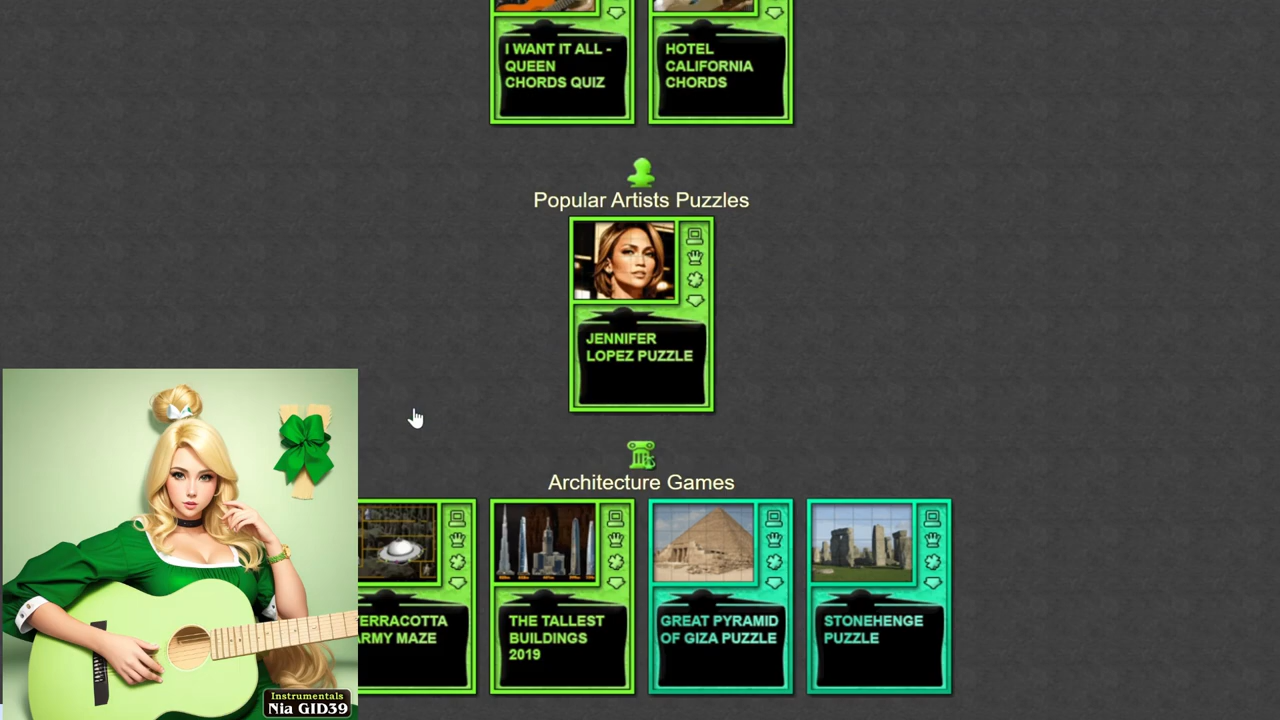 I WANT IT ALL -
QUEEN
CHORDS QUIZ
HOTEL
CALIFORNIA
CHORDS
Popular Artists Puzzles
JENNIFER
LOPEZ PUZZLE
Architecture Games
ERRACOTTA
RMY MAZE
THE TALLEST
BUILDINGS
2019
GREAT PYRAMID
OF GIZA PUZZLE
STONEHENGE
PUZZLE
Instrumentals
Nia GID39